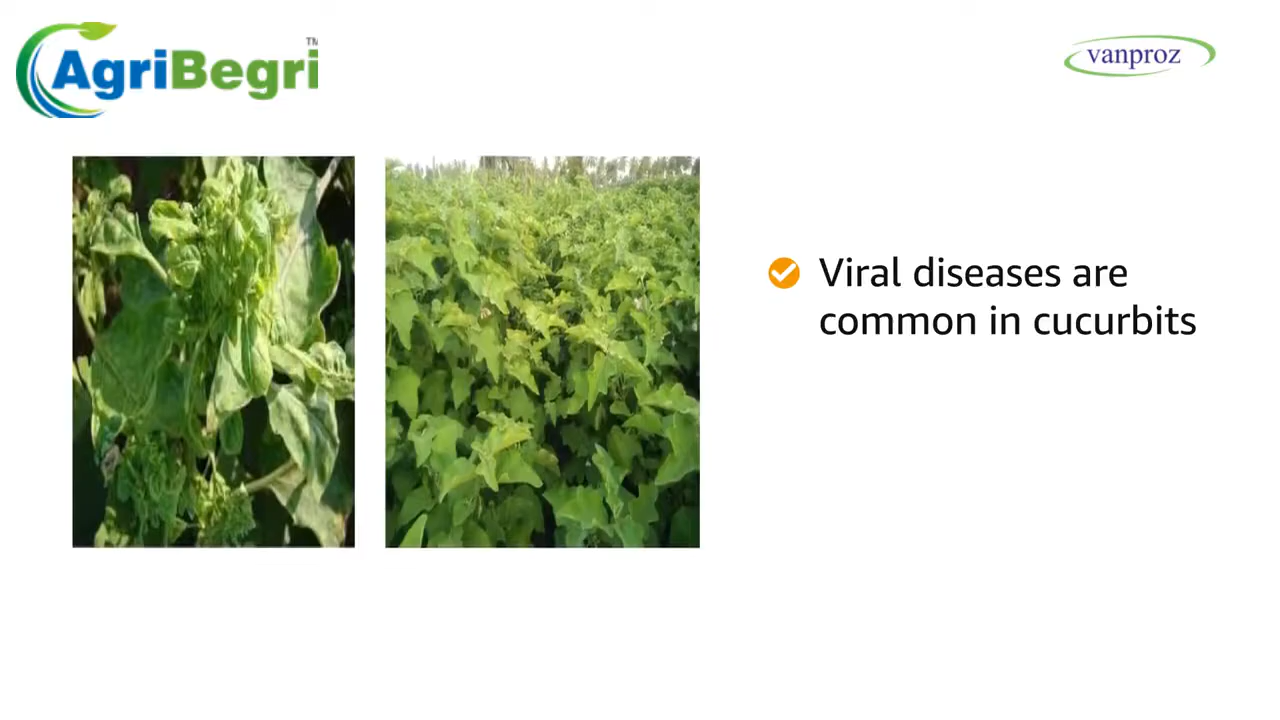 AgriBegri
TM
vanproz
Viral diseases are
common in cucurbits